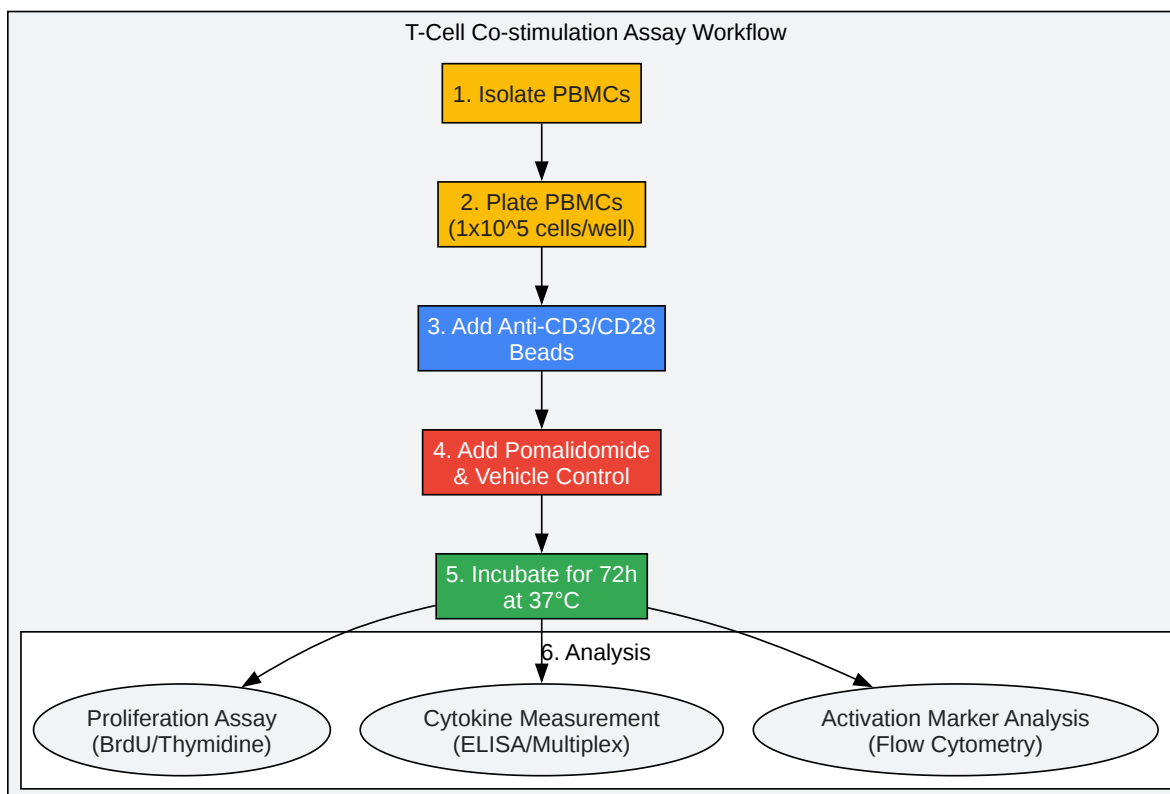 T-Cell Co-stimulation Assay Workflow
1. Isolate PBMCs
2. Plate PBMCs
(1x10^5 cells/well)
3. Add Anti-CD3/CD28
Beads
4. Add Pomalidomide
& Vehicle Control
5. Incubate for 72h
at 37°C
6. Analysis
Proliferation Assay
(BrdU/Thymidine)
Cytokine Measurement
(ELISA/Multiplex)
Activation Marker Analysis
(Flow Cytometry)